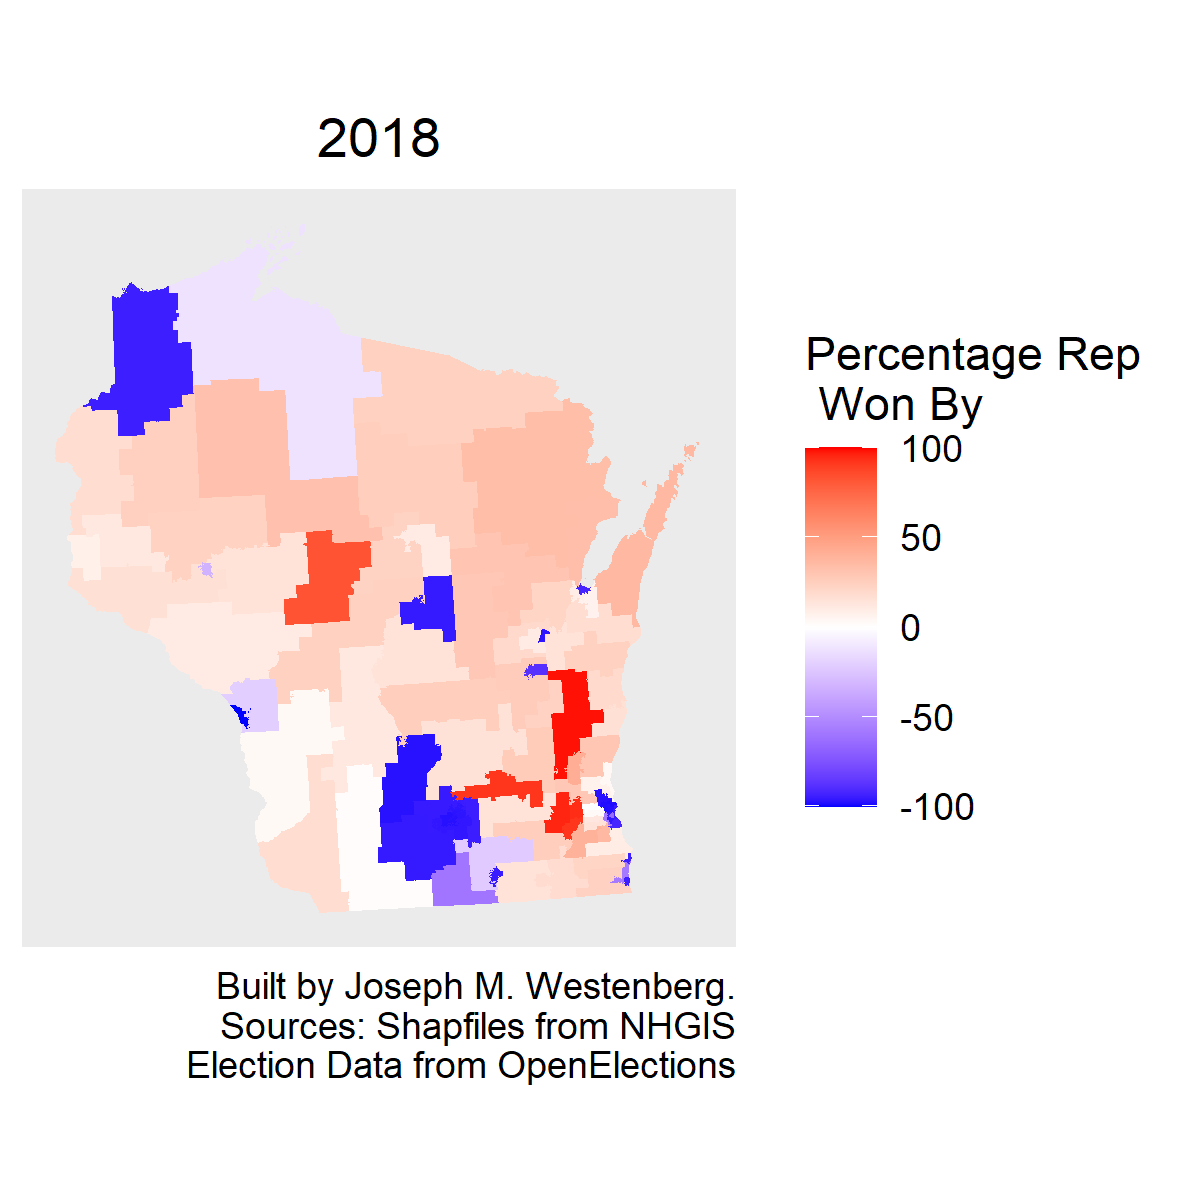 2018
Percentage Rep
Won By
100
50
0
-50
-100
Built by Joseph M. Westenberg.
Sources: Shapfiles from NHGIS
Election Data from OpenElections